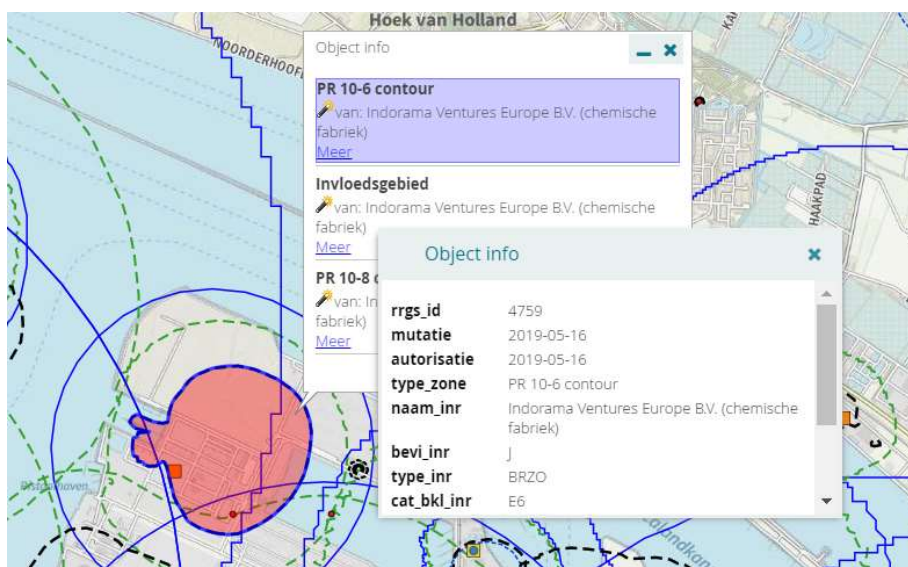 Hoek van Holland
NOORDERHOOF
Object info
PR 10-6 contour
van: Indorama Ventures Europe B.V. (chemische
fabriek)
Meer
Invloedsgebied
van: Indorama Ventures Europe B.V. (chemische
fabriek)
Meer
PR 10-8 c
van: In
fabriek)
Meer
HAAKPAD
Object info
rrgs_id 4759
mutatie 2019-05-16
autorisatie 2019-05-16
type_zone PR 10-6 contour
naam_inr Indorama Ventures Europe B.V. (chemische
fabriek)
bevi_inr J
type_inr BRZO
cat_bkl_inr E6